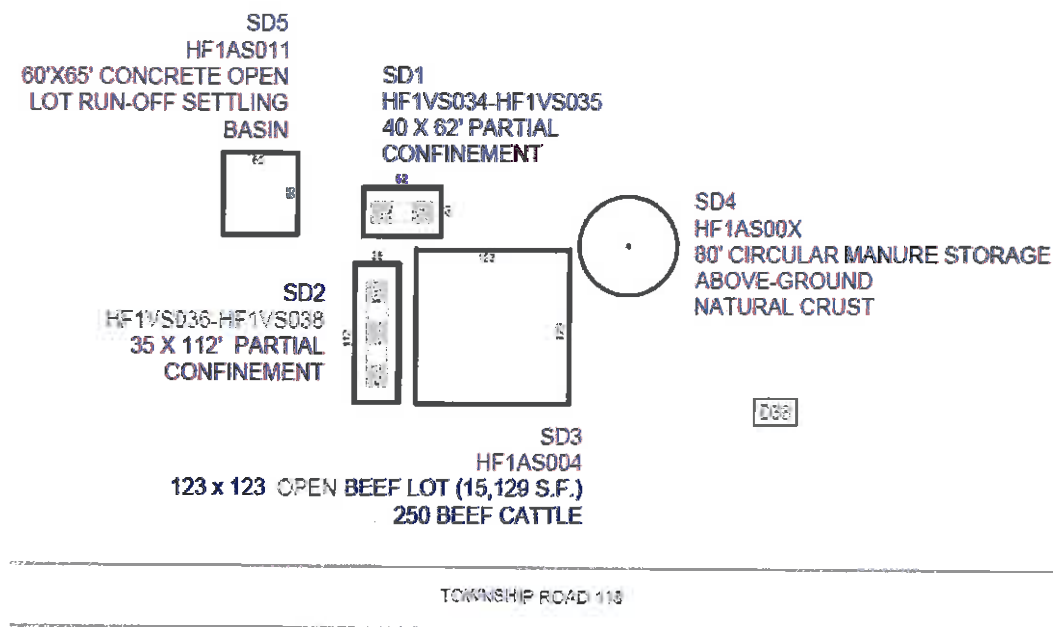 SD5
HF1AS011
60'X65' CONCRETE OPEN
LOT RUN-OFF SETTLING
BASIN
SD1
HF1VS034-HF1VS035
40 X 62' PARTIAL
CONFINEMENT
62
SD4
HF1AS00X
80' CIRCULAR MANURE STORAGE
ABOVE-GROUND
NATURAL CRUST
123
SD2
HF1VS036-HF1VS038
35 X 112' PARTIAL
CONFINEMENT
112
SD3
HF1AS004
123 x 123 OPEN BEEF LOT (15,129 S.F.)
250 BEEF CATTLE
TOWNSHIP ROAD 118